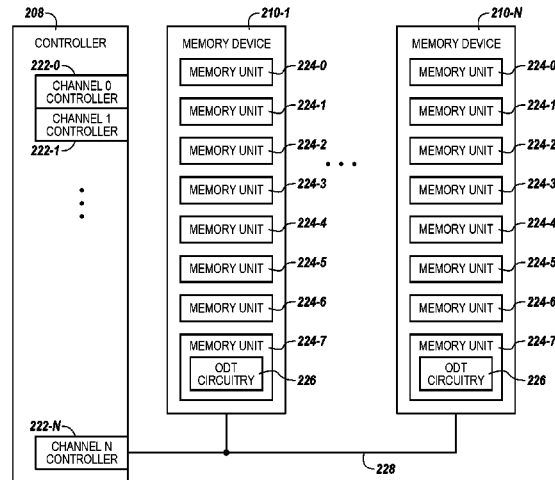 208
CONTROLLER
222-0
CHANNEL 0
CONTROLLER
CHANNEL 1
CONTROLLER
222-1
222-N
CHANNEL N
CONTROLLER
210-1
MEMORY DEVICE
MEMORY UNIT 224-0
MEMORY UNIT 224-1
MEMORY UNIT 224-2
MEMORY UNIT 224-3
MEMORY UNIT 224-4
MEMORY UNIT 224-5
MEMORY UNIT 224-6
MEMORY UNIT 224-7
ODT
CIRCUITRY 226
210-N
MEMORY DEVICE
MEMORY UNIT 224-0
MEMORY UNIT 224-1
MEMORY UNIT 224-2
MEMORY UNIT 224-3
MEMORY UNIT 224-4
MEMORY UNIT 224-5
MEMORY UNIT 224-6
MEMORY UNIT 224-7
ODT
CIRCUITRY 226
228